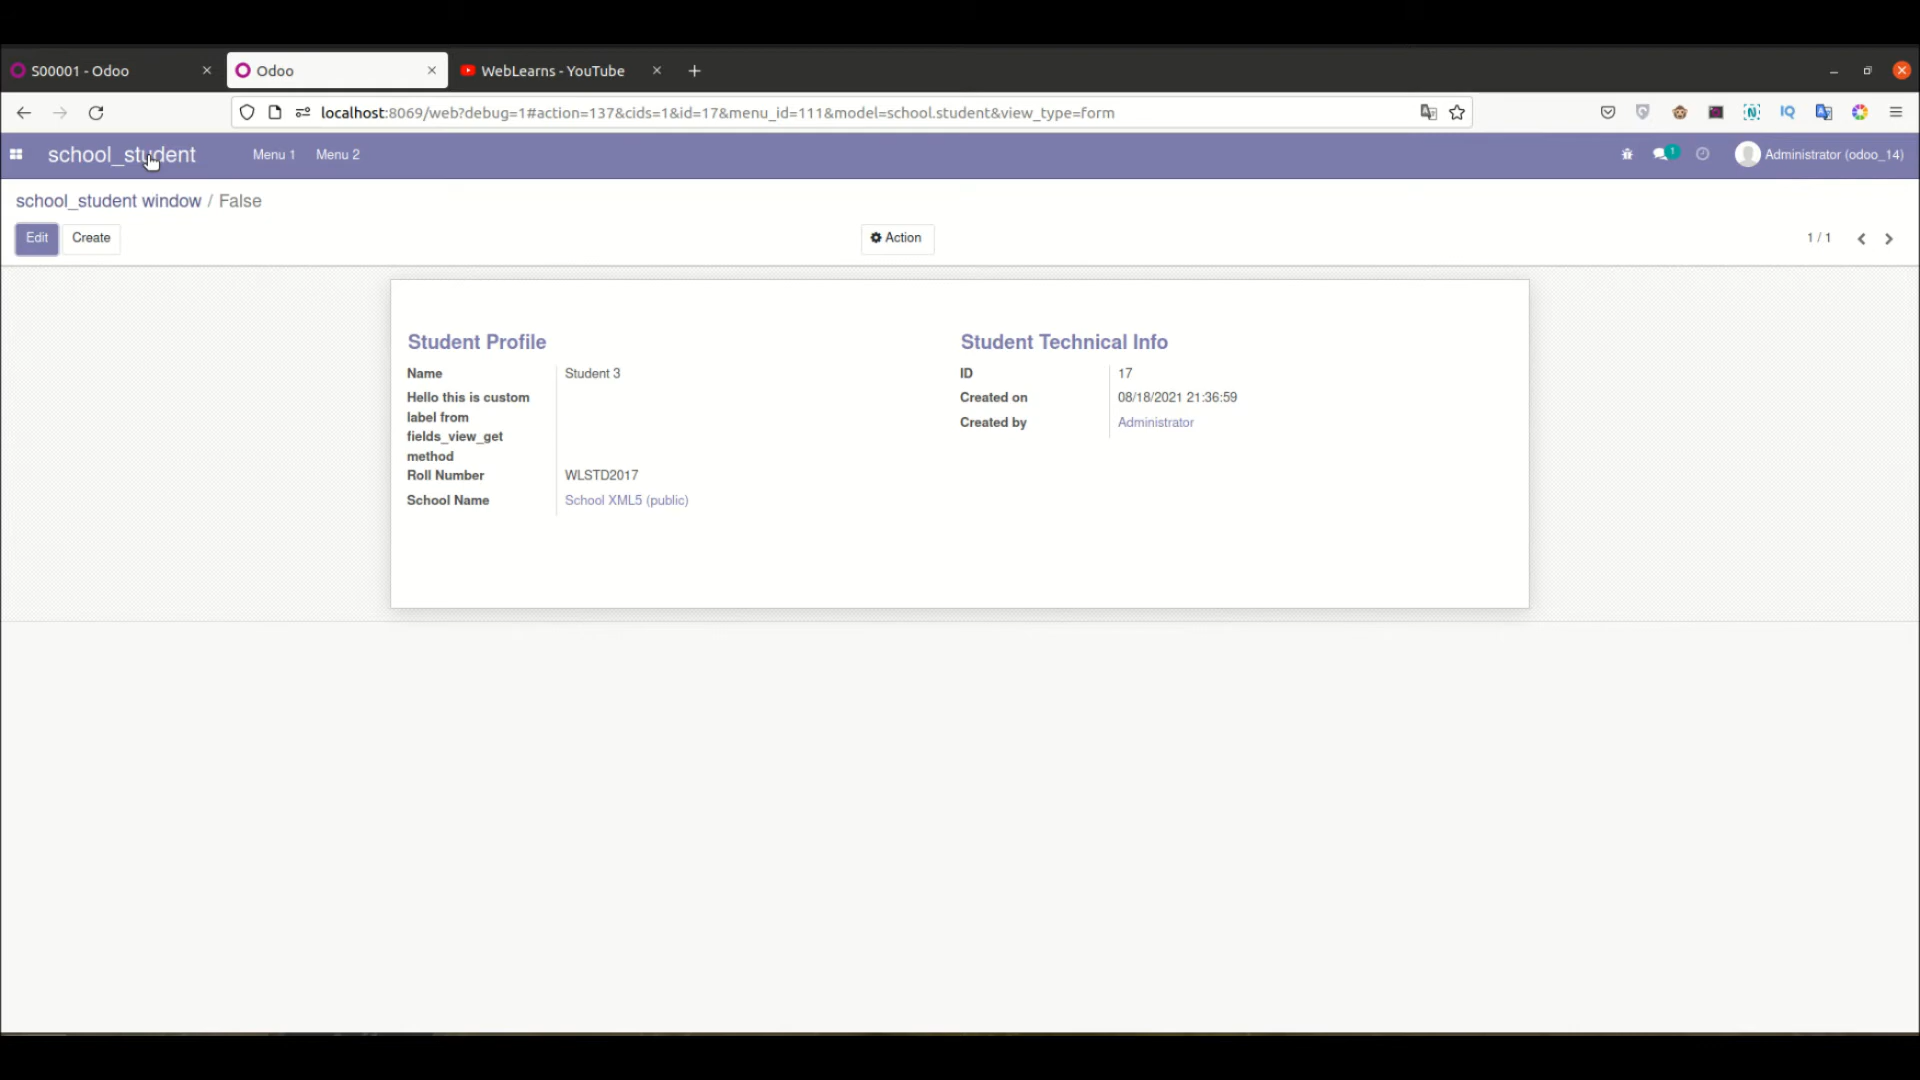 S00001 - Odoo
Odoo
WebLearns - YouTube
localhost:8069/web?debug=1#action=137&cids=1&id=17&menu_id=111&model=school.student&view_type=form
school_student
Menu 1
Menu 2
1
Administrator (odoo_14)
school_student window / False
Edit
Create
Action
1 / 1
Student Profile
Name
Student 3
Hello this is custom
label from
fields_view_get
method
Roll Number
WLSTD2017
School Name
School XML5 (public)
Student Technical Info
ID
17
Created on
08/18/2021 21:36:59
Created by
Administrator